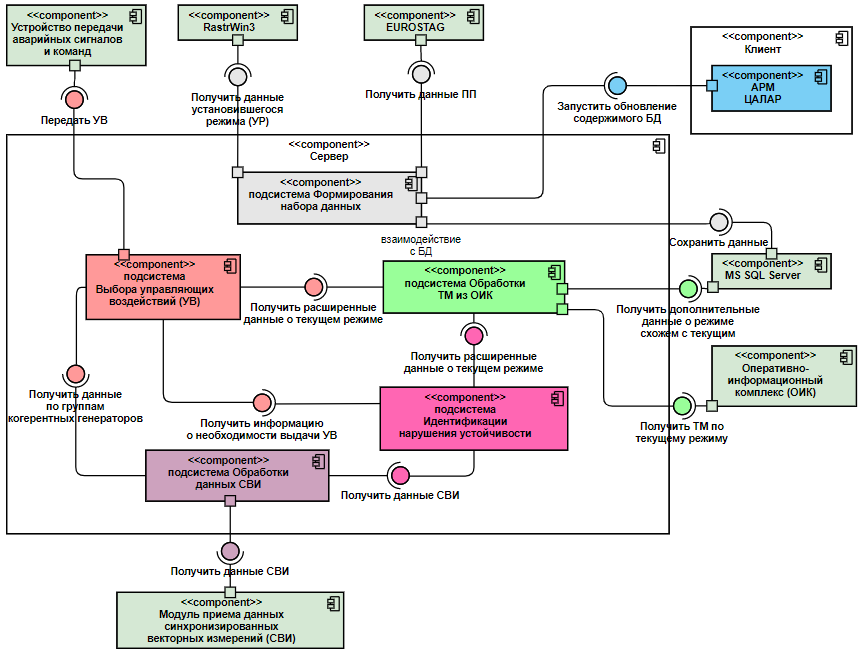 <<component>>
Устройство передачи
аварийных сигналов
и команд
<<component>>
RastrWin3
<<component>>
EUROSTAG
<<component>>
Клиент
<<component>>
АРМ
ЦАЛАР
Передать УВ
Получить данные
установившегося
режима (УР)
Получить данные ПП
Запустить обновление
содержимого БД
<<component>>
Сервер
<<component>>
подсистема Формирования
набора данных
взаимодействие
с БД
Сохранить данные
<<component>>
подсистема
Выбора управляющих
воздействий (УВ)
Получить расширенные
данные о текущем режиме
<<component>>
подсистема Обработки
ТМ из ОИК
<<component>>
MS SQL Server
Получить дополнительные
данные о режиме
схожем с текущим
Получить расширенные
данные о текущем режиме
<<component>>
Оперативно-
информационный
комплекс (ОИК)
Получить данные
по группам
когерентных генераторов
Получить информацию
о необходимости выдачи УВ
<<component>>
подсистема
Идентификации
нарушения устойчивости
Получить ТМ по
текущему режиму
<<component>>
подсистема Обработки
данных СВИ
Получить данные СВИ
Получить данные СВИ
<<component>>
Модуль приема данных
синхронизированных
векторных измерений (СВИ)